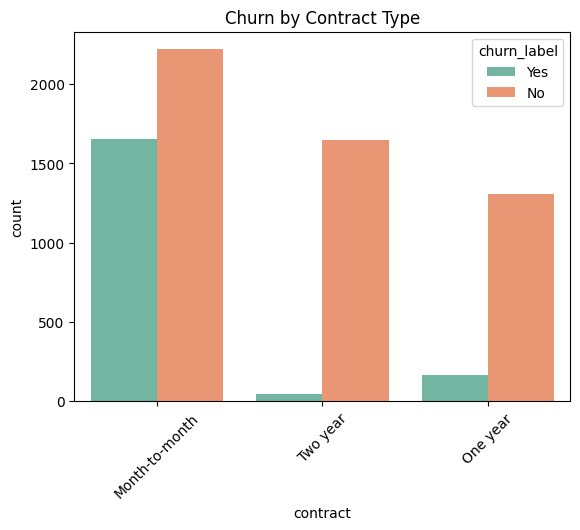 Churn by Contract Type
churn_label
Yes
No
count
2000
1500
1000
500
0
Month-to-month
Two year
One year
contract